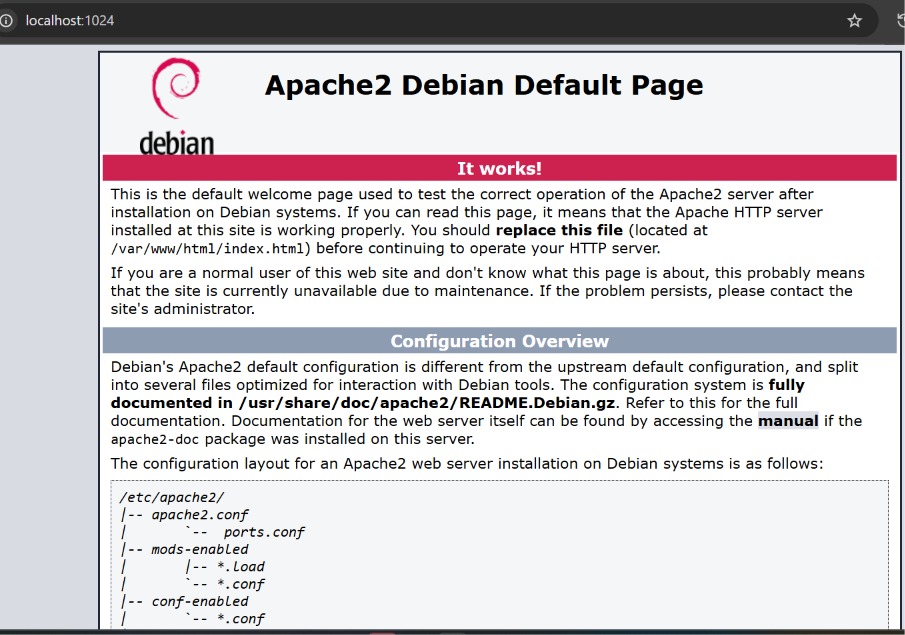 localhost:1024
debian
Apache2 Debian Default Page
It works!
This is the default welcome page used to test the correct operation of the Apache2 server after
installation on Debian systems. If you can read this page, it means that the Apache HTTP server
installed at this site is working properly. You should replace this file (located at
/var/www/html/index.html) before continuing to operate your HTTP server.
If you are a normal user of this web site and don't know what this page is about, this probably means
that the site is currently unavailable due to maintenance. If the problem persists, please contact the
site's administrator.
Configuration Overview
Debian's Apache2 default configuration is different from the upstream default configuration, and split
into several files optimized for interaction with Debian tools. The configuration system is fully
documented in /usr/share/doc/apache2/README.Debian.gz. Refer to this for the full
documentation. Documentation for the web server itself can be found by accessing the manual if the
apache2-doc package was installed on this server.
The configuration layout for an Apache2 web server installation on Debian systems is as follows:
/etc/apache2/
|-- apache2.conf
|       `--  ports.conf
|-- mods-enabled
|       |-- *.load
|       `-- *.conf
|-- conf-enabled
|       `-- *.conf